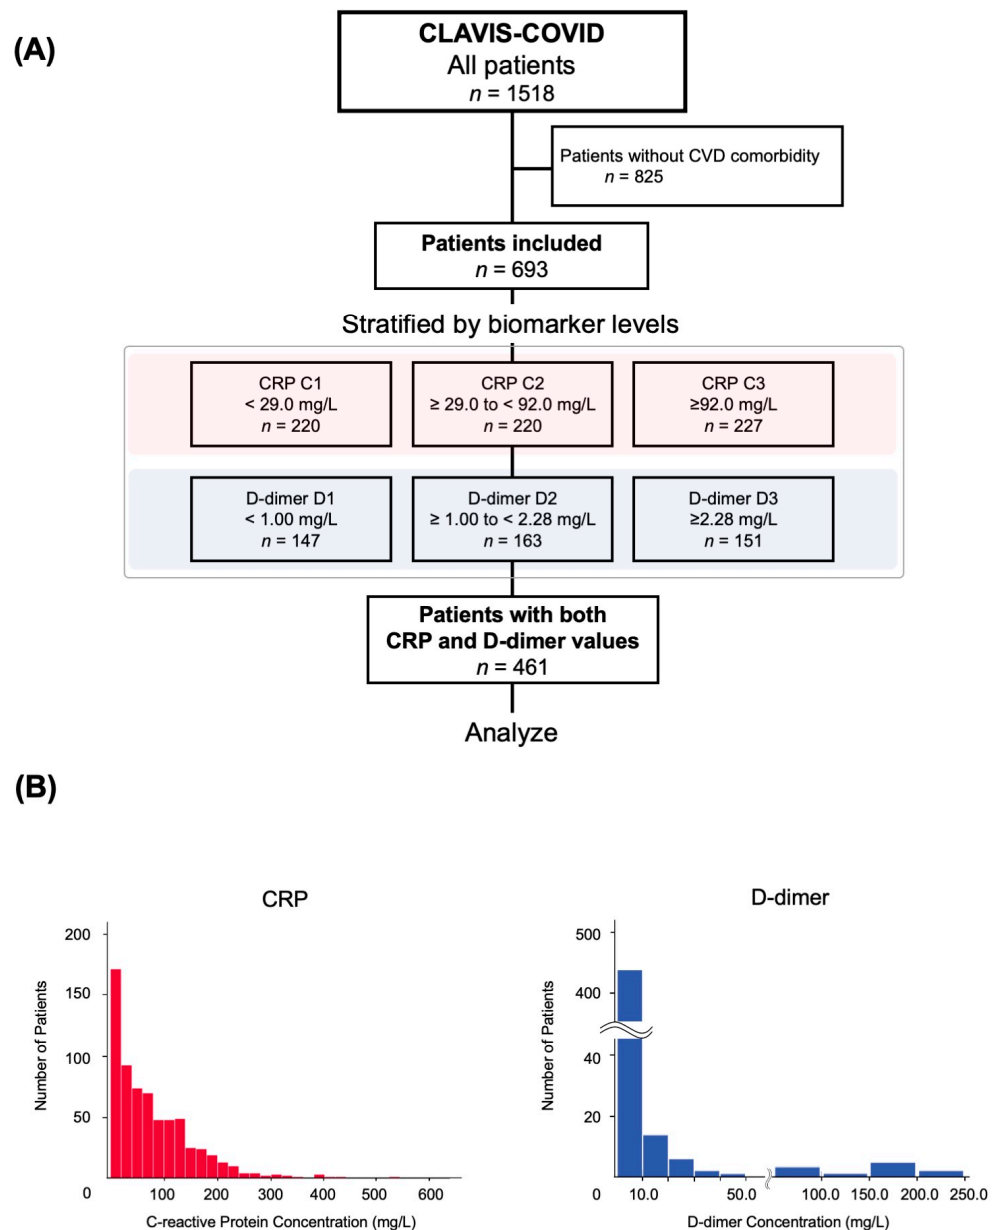 (A)
CLAVIS-COVID
All patients
n = 1518
Patients without CVD comorbidity
n = 825
Patients included
n = 693
Stratified by biomarker levels
CRP C1
< 29.0 mg/L
n = 220
CRP C2
≥ 29.0 to < 92.0 mg/L
n = 220
CRP C3
≥92.0 mg/L
n = 227
D-dimer D1
< 1.00 mg/L
n = 147
D-dimer D2
≥ 1.00 to < 2.28 mg/L
n = 163
D-dimer D3
≥2.28 mg/L
n = 151
Patients with both
CRP and D-dimer values
n = 461
Analyze
(B)
CRP
Number of Patients
200
150
100
50
0
100
200
300
400
500
600
C-reactive Protein Concentration (mg/L)
D-dimer
Number of Patients
500
400
40
20
0
10.0
50.0
100.0
150.0
200.0
250.0
D-dimer Concentration (mg/L)